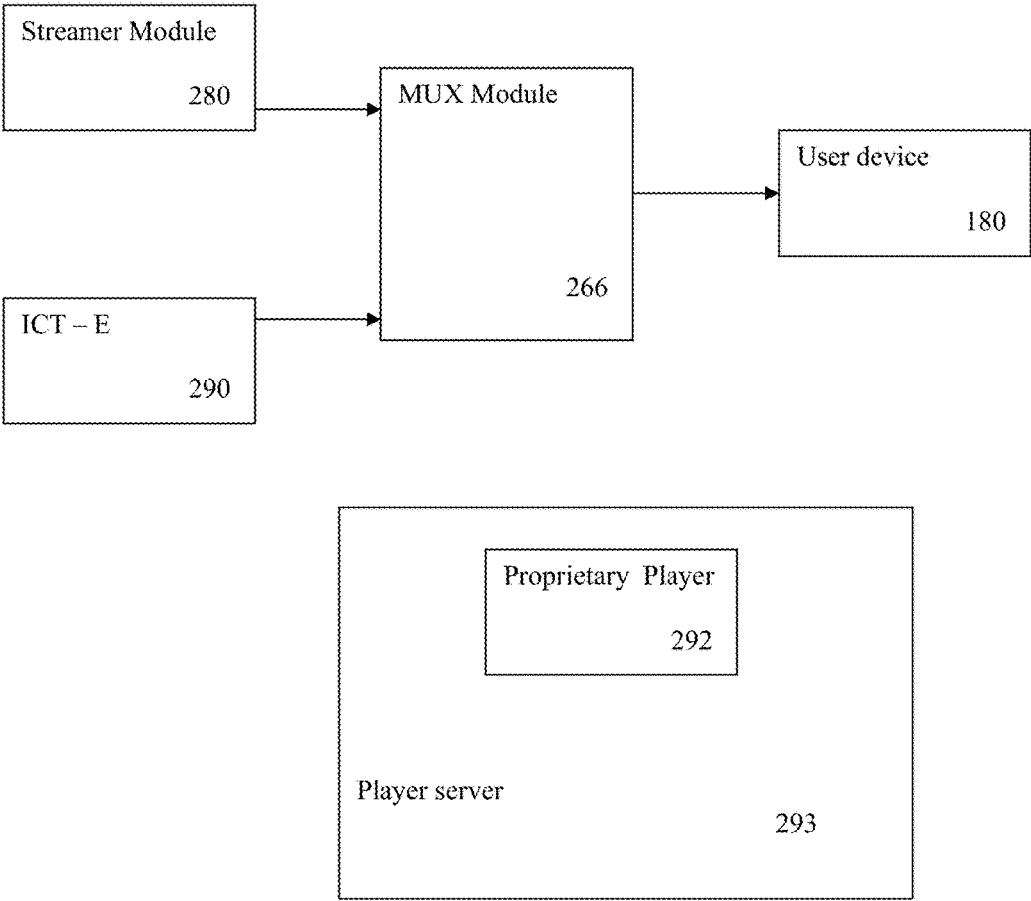 Streamer Module
280
MUX Module
266
User device
180
ICT – E
290
Proprietary Player
292
Player server
293